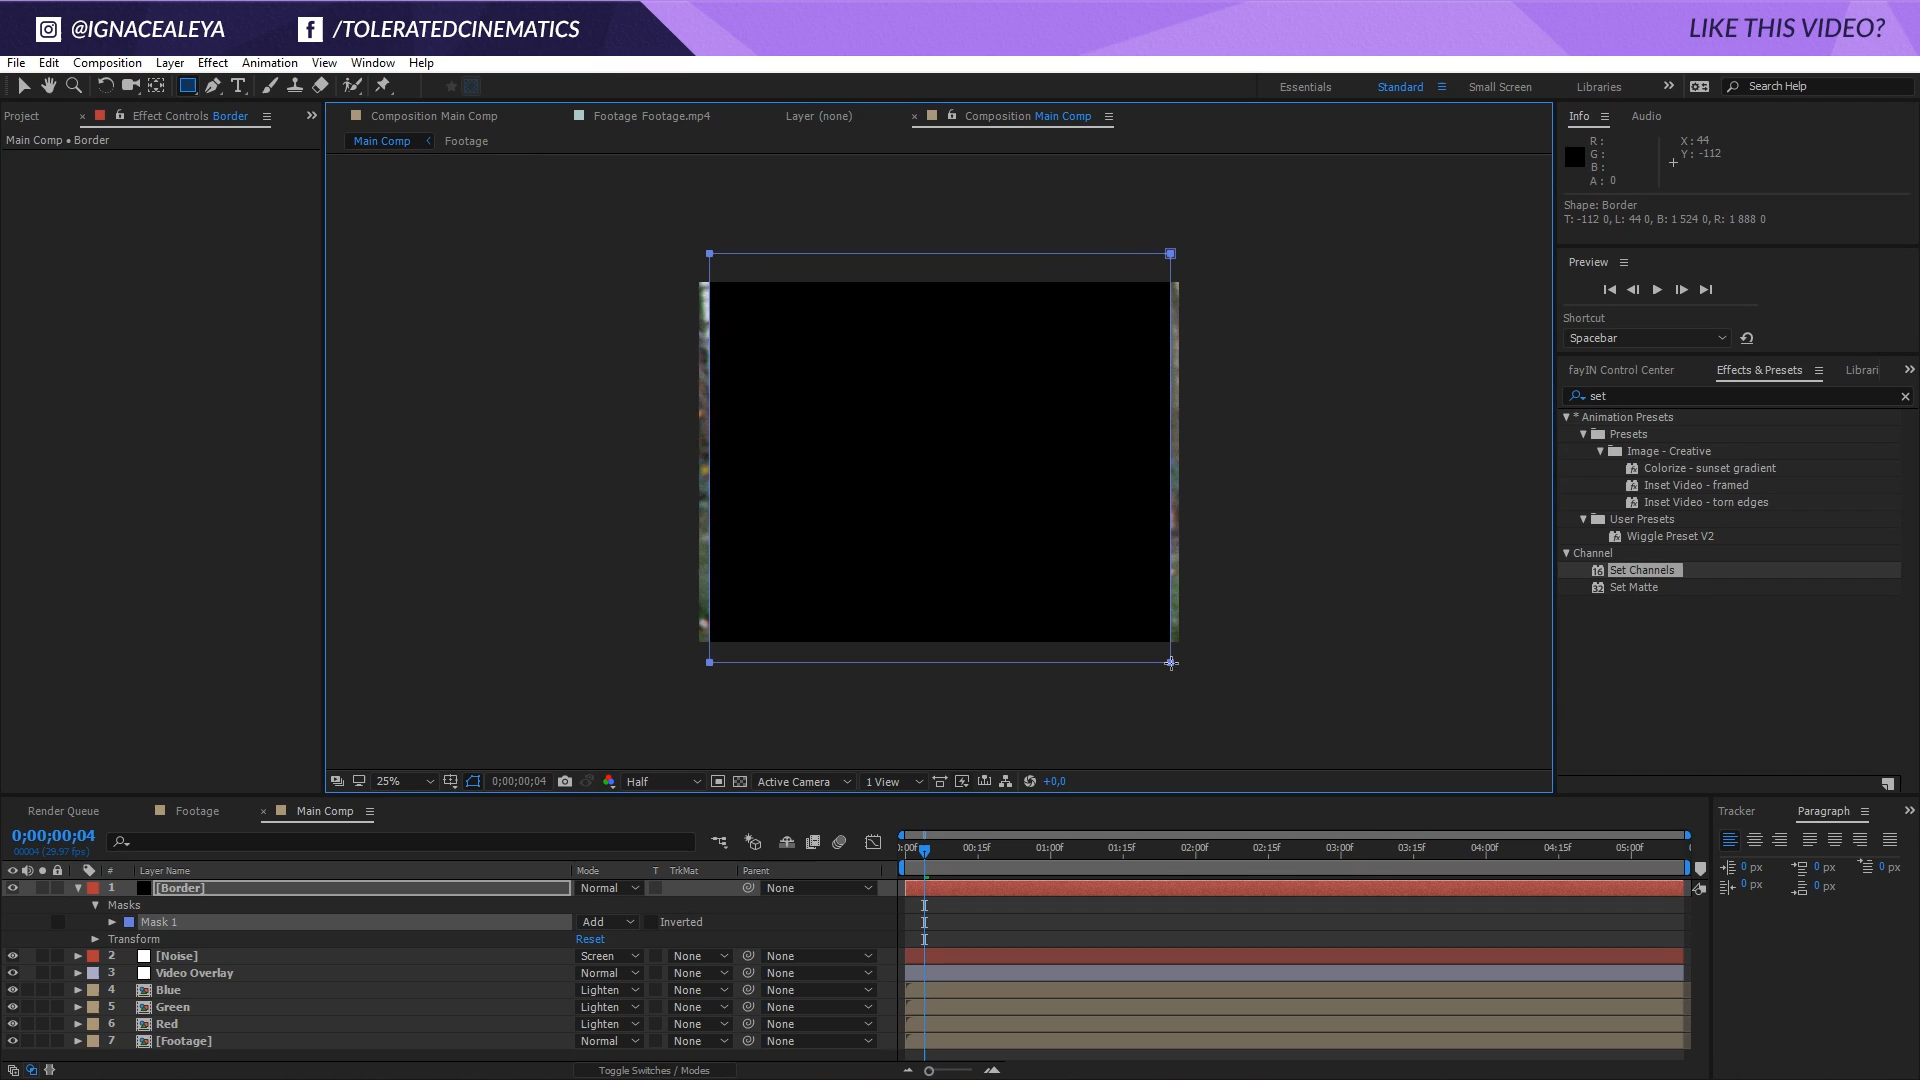 @IGNACEALEYA
/TOLERATEDCINEMATICS
LIKE THIS VIDEO?
File Edit Composition Layer Effect Animation View Window Help
Essentials Standard Small Screen Libraries Search Help
Project Effect Controls Border
Main Comp • Border
Composition Main Comp Footage Footage.mp4 Layer (none) Composition Main Comp
Main Comp Footage
Info Audio
R :
G :
B :
A : 0
X : 44
Y : -112
Shape: Border
T: -112 0, L: 44 0, B: 1 524 0, R: 1 888 0
Preview
Shortcut
Spacebar
fayIN Control Center Effects & Presets Librari
set
* Animation Presets
Presets
Image - Creative
Colorize - sunset gradient
Inset Video - framed
Inset Video - torn edges
User Presets
Wiggle Preset V2
Channel
Set Channels
Set Matte
25% 0;00;00;04 Half Active Camera 1 View +0,0
Render Queue Footage Main Comp
0;00;00;04
00004 (29.97 fps)
# Layer Name Mode T TrkMat Parent
1 [Border] Normal None
Masks
Mask 1 Add Inverted
Transform Reset
2 [Noise] Screen None None
3 Video Overlay Normal None None
4 Blue Lighten None None
5 Green Lighten None None
6 Red Lighten None None
7 [Footage] Normal None None
Toggle Switches / Modes
:00f 00:15f 01:00f 01:15f 02:00f 02:15f 03:00f 03:15f 04:00f 04:15f 05:00f
Tracker Paragraph
0 px 0 px 0 px
0 px 0 px